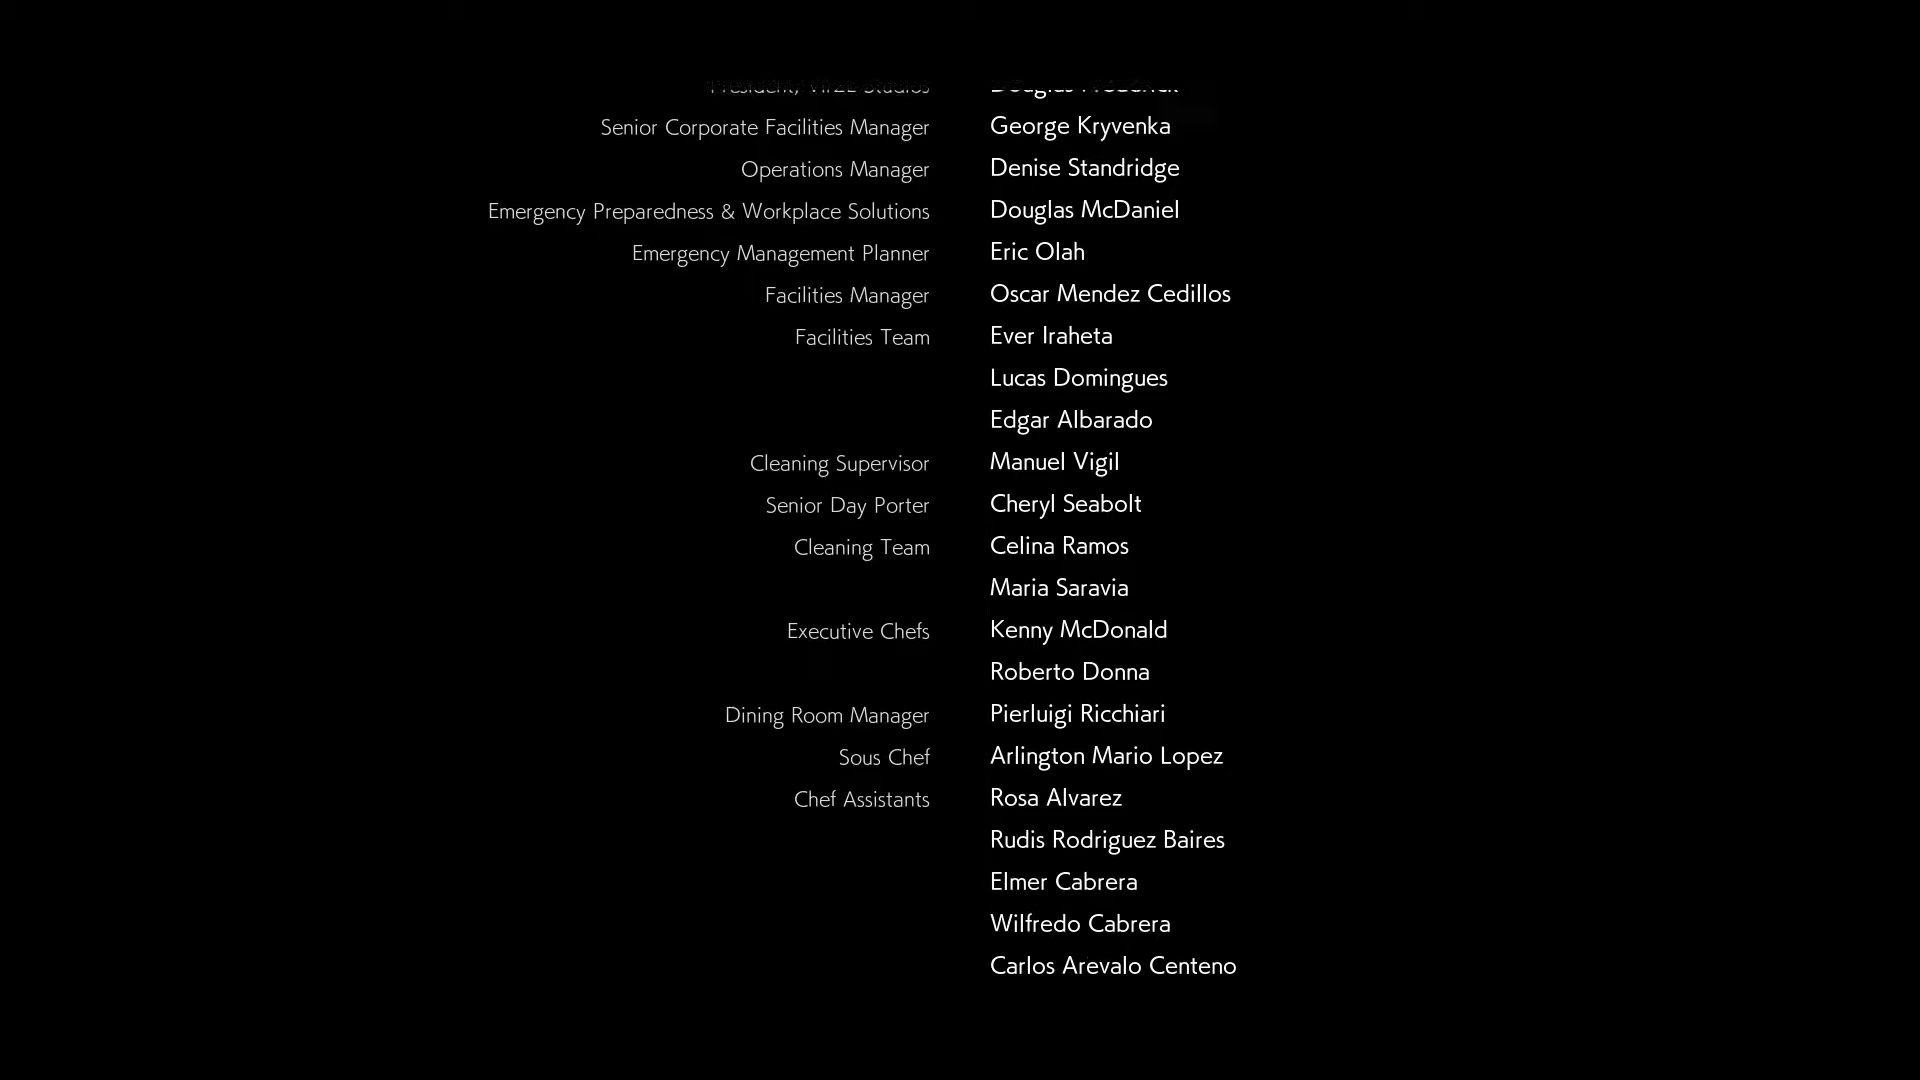 President, Studios Douglas Frederick
Senior Corporate Facilities Manager George Kryvenka
Operations Manager Denise Standridge
Emergency Preparedness & Workplace Solutions Douglas McDaniel
Emergency Management Planner Eric Olah
Facilities Manager Oscar Mendez Cedillos
Facilities Team Ever Iraheta
Lucas Domingues
Edgar Albarado
Cleaning Supervisor Manuel Vigil
Senior Day Porter Cheryl Seabolt
Cleaning Team Celina Ramos
Maria Saravia
Executive Chefs Kenny McDonald
Roberto Donna
Dining Room Manager Pierluigi Ricchiari
Sous Chef Arlington Mario Lopez
Chef Assistants Rosa Alvarez
Rudis Rodriguez Baires
Elmer Cabrera
Wilfredo Cabrera
Carlos Arevalo Centeno